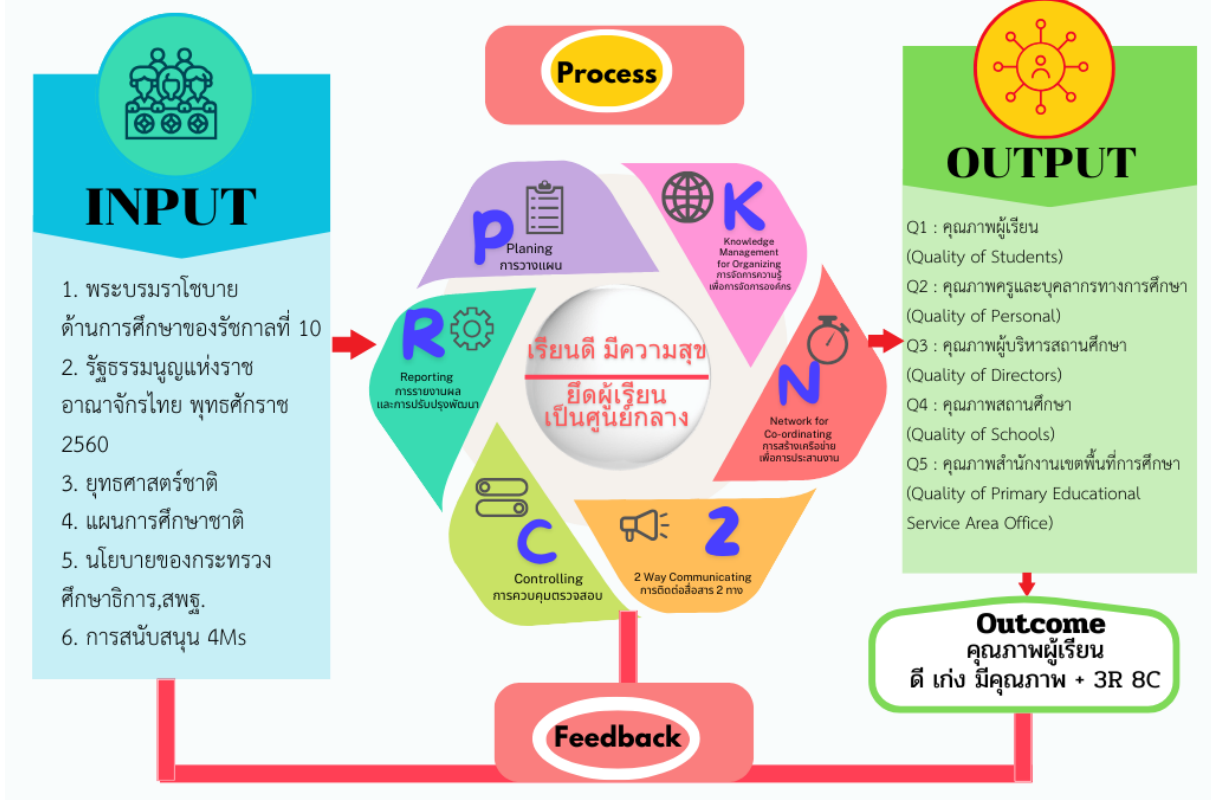 INPUT
1. พระบรมราโชบาย
ด้านการศึกษาของรัชกาลที่ 10
2. รัฐธรรมนูญแห่งราช
อาณาจักรไทย พุทธศักราช
2560
3. ยุทธศาสตร์ชาติ
4. แผนการศึกษาชาติ
5. นโยบายของกระทรวง
ศึกษาธิการ,สพฐ.
6. การสนับสนุน 4Ms
Process
P
Planing
การวางแผน
K
Knowledge
Management
for Organizing
การจัดการความรู้
เพื่อการจัดการองค์กร
N
Network for
Co-ordinating
การสร้างเครือข่าย
เพื่อการประสานงาน
2
2 Way Communicating
การติดต่อสื่อสาร 2 ทาง
C
Controlling
การควบคุมตรวจสอบ
R
Reporting
การรายงานผล
และการปรับปรุงพัฒนา
เรียนดี มีความสุข
ยึดผู้เรียน
เป็นศูนย์กลาง
OUTPUT
Q1 : คุณภาพผู้เรียน
(Quality of Students)
Q2 : คุณภาพครูและบุคลากรทางการศึกษา
(Quality of Personal)
Q3 : คุณภาพผู้บริหารสถานศึกษา
(Quality of Directors)
Q4 : คุณภาพสถานศึกษา
(Quality of Schools)
Q5 : คุณภาพสำนักงานเขตพื้นที่การศึกษา
(Quality of Primary Educational
Service Area Office)
Outcome
คุณภาพผู้เรียน
ดี เก่ง มีคุณภาพ + 3R 8C
Feedback